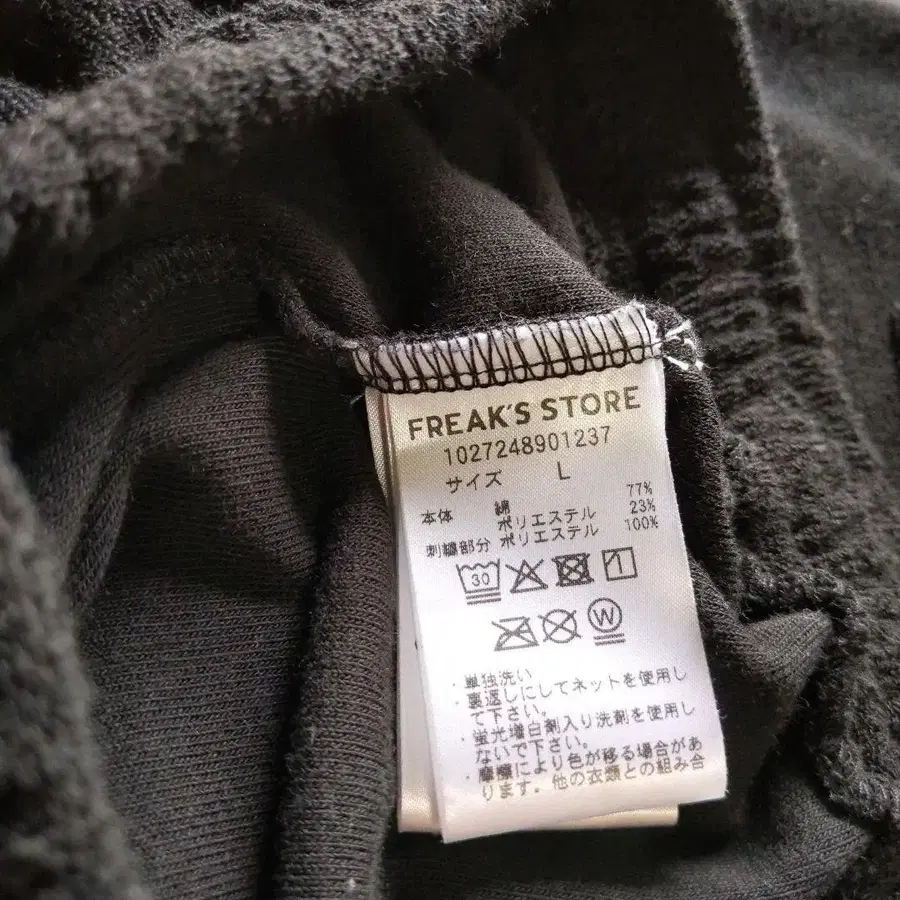 FREAK'S STORE
1027248901237
サイズ L
本体 綿 77%
ポリエステル 23%
刺繍部分 ポリエステル 100%
30
W
・単独洗い
・裏返しにしてネットを使用し
て下さい。
・蛍光増白剤入り洗剤を使用し
ないで下さい。
・摩擦により色が移る場合があ
ります。他の衣類との組み合